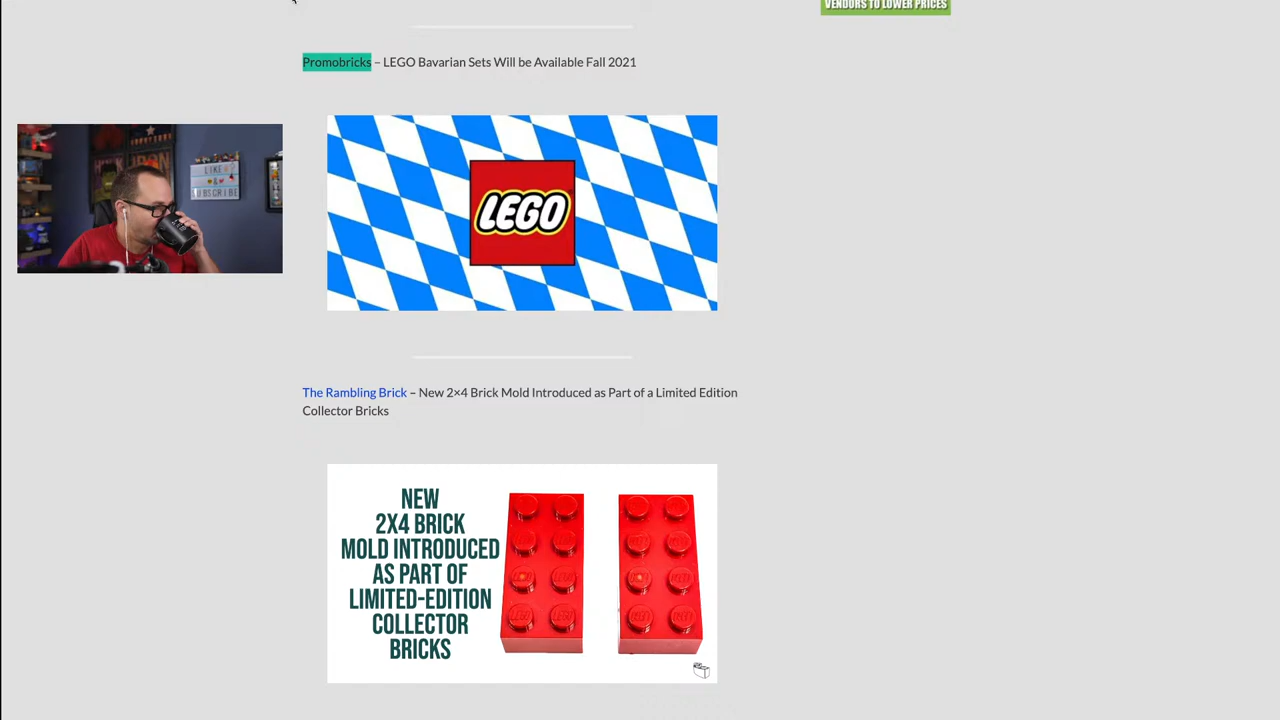 VENDORS TO LOWER PRICES
Promobricks – LEGO Bavarian Sets Will be Available Fall 2021
LIKE
&
SUBSCRIBE
LEGO
The Rambling Brick – New 2×4 Brick Mold Introduced as Part of a Limited Edition
Collector Bricks
NEW
2X4 BRICK
MOLD INTRODUCED
AS PART OF
LIMITED-EDITION
COLLECTOR
BRICKS